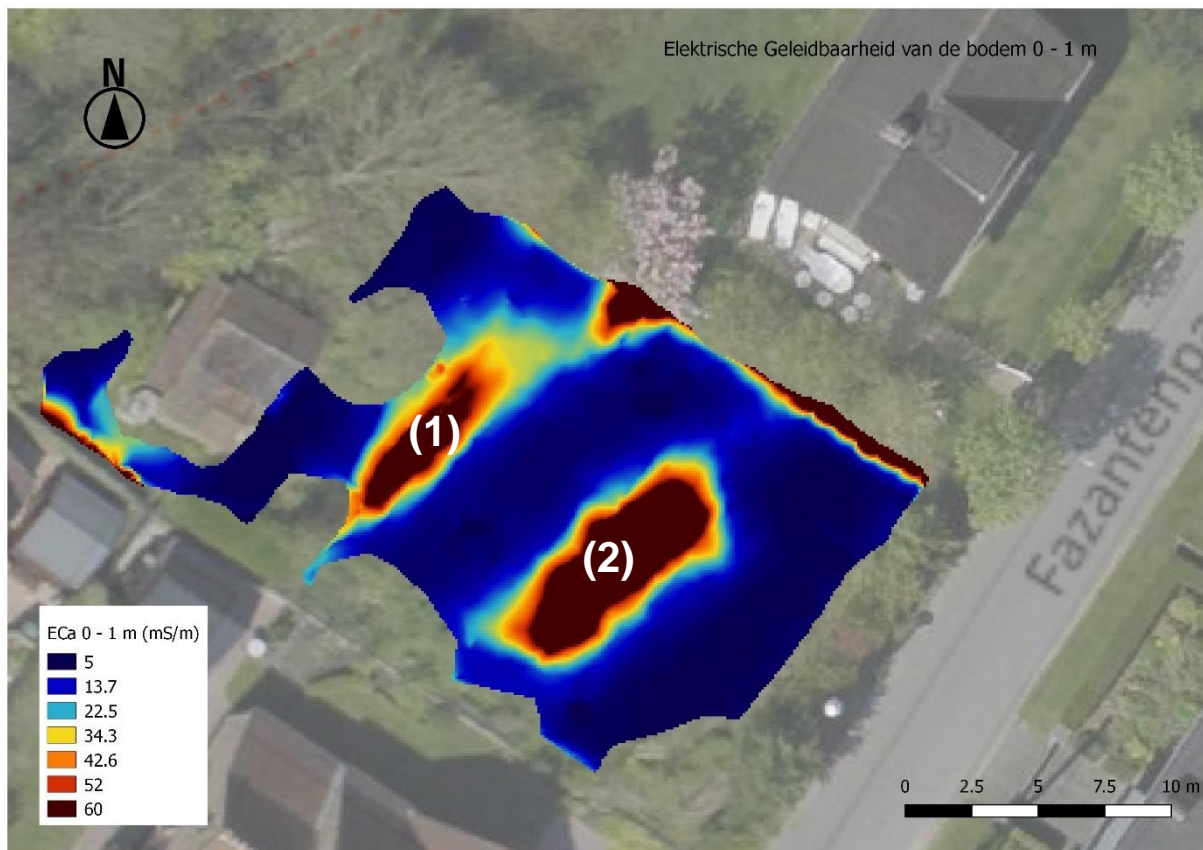 Elektrische Geleidbaarheid van de bodem 0 - 1 m
N
(1)
(2)
ECa 0 - 1 m (mS/m)
5
13.7
22.5
34.3
42.6
52
60
0 2.5 5 7.5 10 m